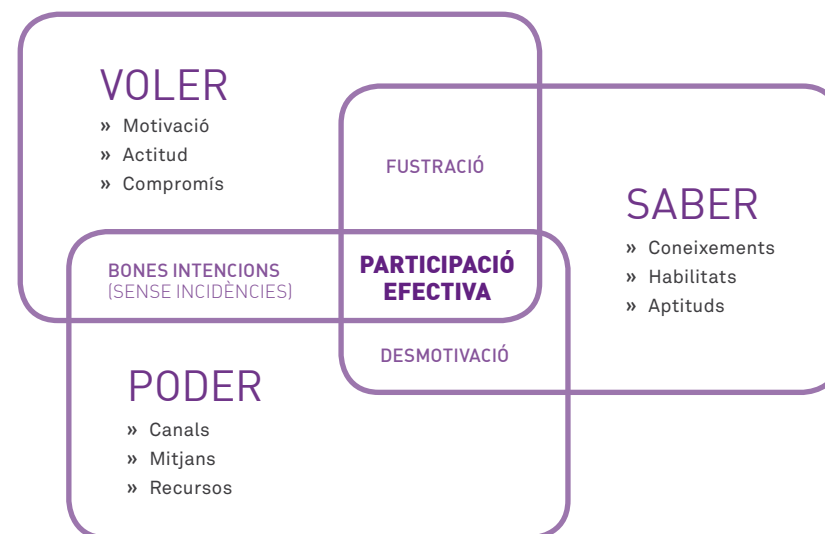 VOLER
» Motivació
» Actitud
» Compromís
FUSTRACIÓ
SABER
» Coneixements
» Habilitats
» Aptituds
BONES INTENCIONS
(SENSE INCIDÈNCIES)
PARTICIPACIÓ
EFECTIVA
DESMOTIVACIÓ
PODER
» Canals
» Mitjans
» Recursos